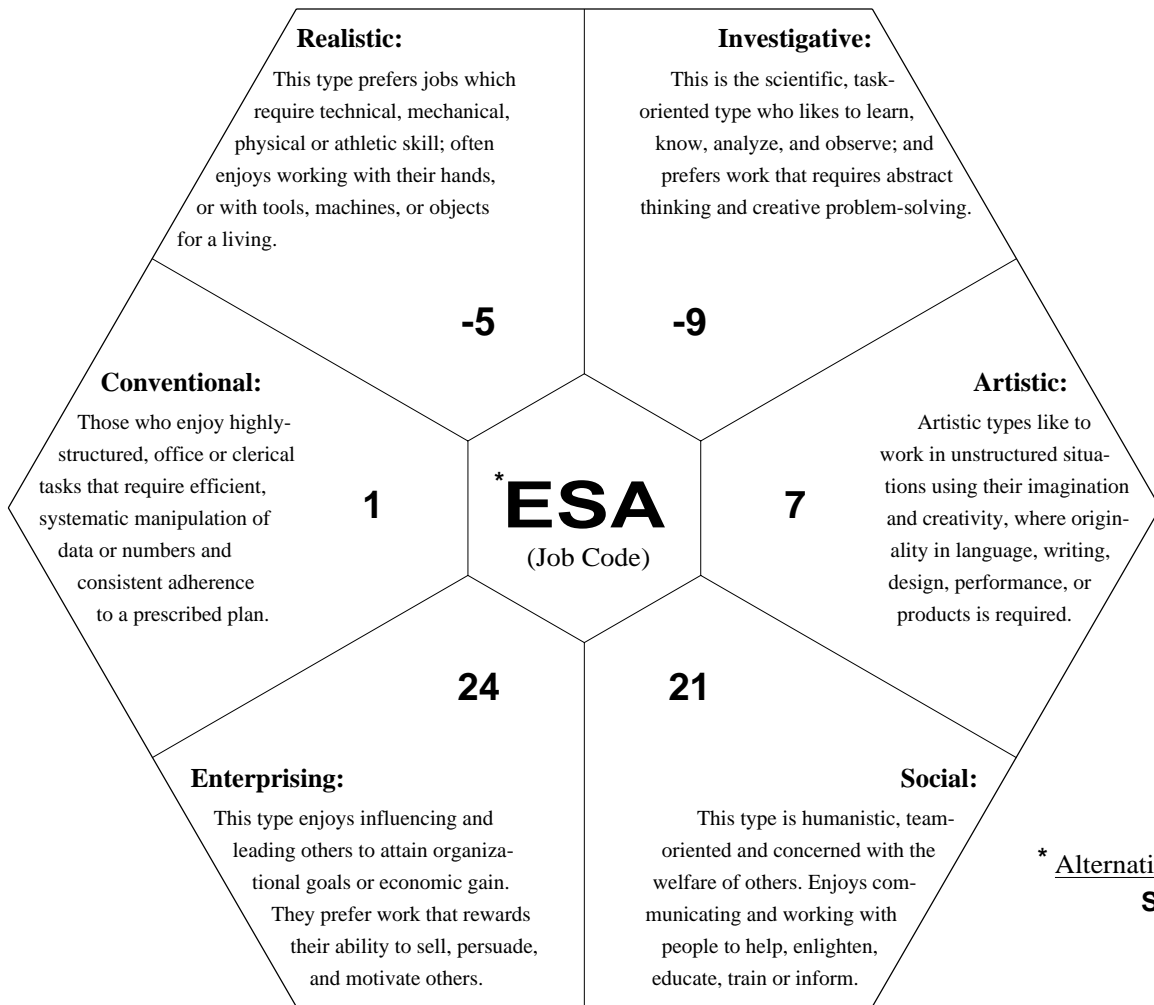 Realistic:
This type prefers jobs which
require technical, mechanical,
physical or athletic skill; often
enjoys working with their hands,
or with tools, machines, or objects
for a living.
-5
Investigative:
This is the scientific, task-
oriented type who likes to learn,
know, analyze, and observe; and
prefers work that requires abstract
thinking and creative problem-solving.
-9
Conventional:
Those who enjoy highly-
structured, office or clerical
tasks that require efficient,
systematic manipulation of
data or numbers and
consistent adherence
to a prescribed plan.
1
*ESA
(Job Code)
7
Artistic:
Artistic types like to
work in unstructured situa-
tions using their imagination
and creativity, where origin-
ality in language, writing,
design, performance, or
products is required.
24
Enterprising:
This type enjoys influencing and
leading others to attain organiza-
tional goals or economic gain.
They prefer work that rewards
their ability to sell, persuade,
and motivate others.
21
Social:
This type is humanistic, team-
oriented and concerned with the
welfare of others. Enjoys com-
municating and working with
people to help, enlighten,
educate, train or inform.
*